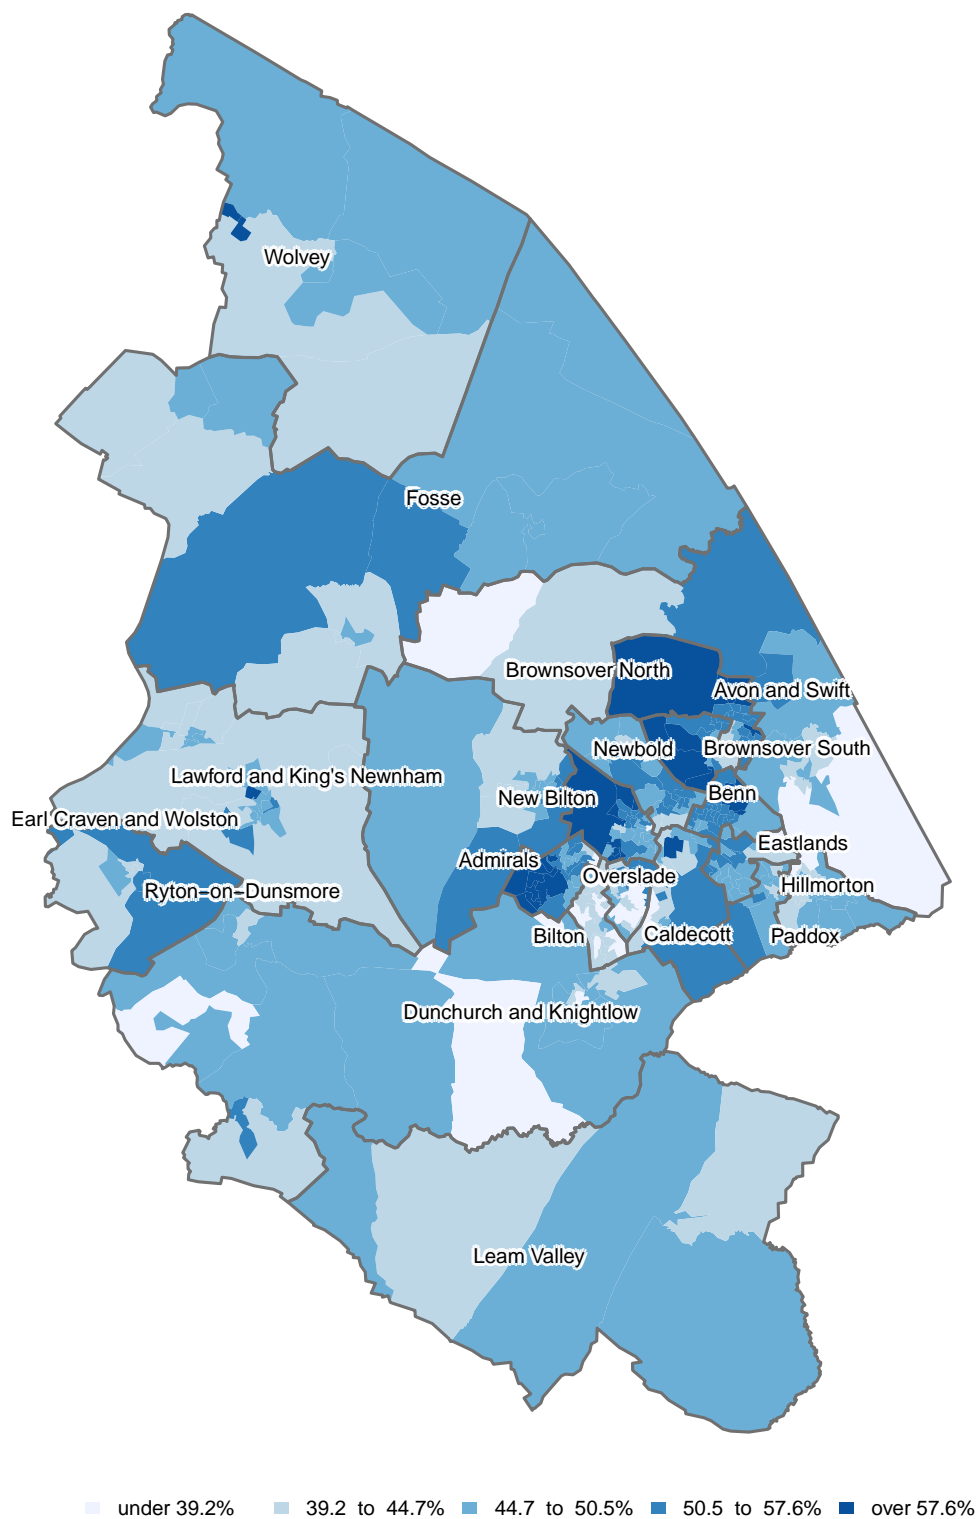 Wolvey
Fosse
Brownsover North
Avon and Swift
Newbold
Brownsover South
Lawford and King's Newnham
New Bilton
Benn
Earl Craven and Wolston
Eastlands
Admirals
Overslade
Hillmorton
Ryton-on-Dunsmore
Bilton
Caldecott
Paddox
Dunchurch and Knightlow
Leam Valley
under 39.2% 39.2 to 44.7% 44.7 to 50.5% 50.5 to 57.6% over 57.6%